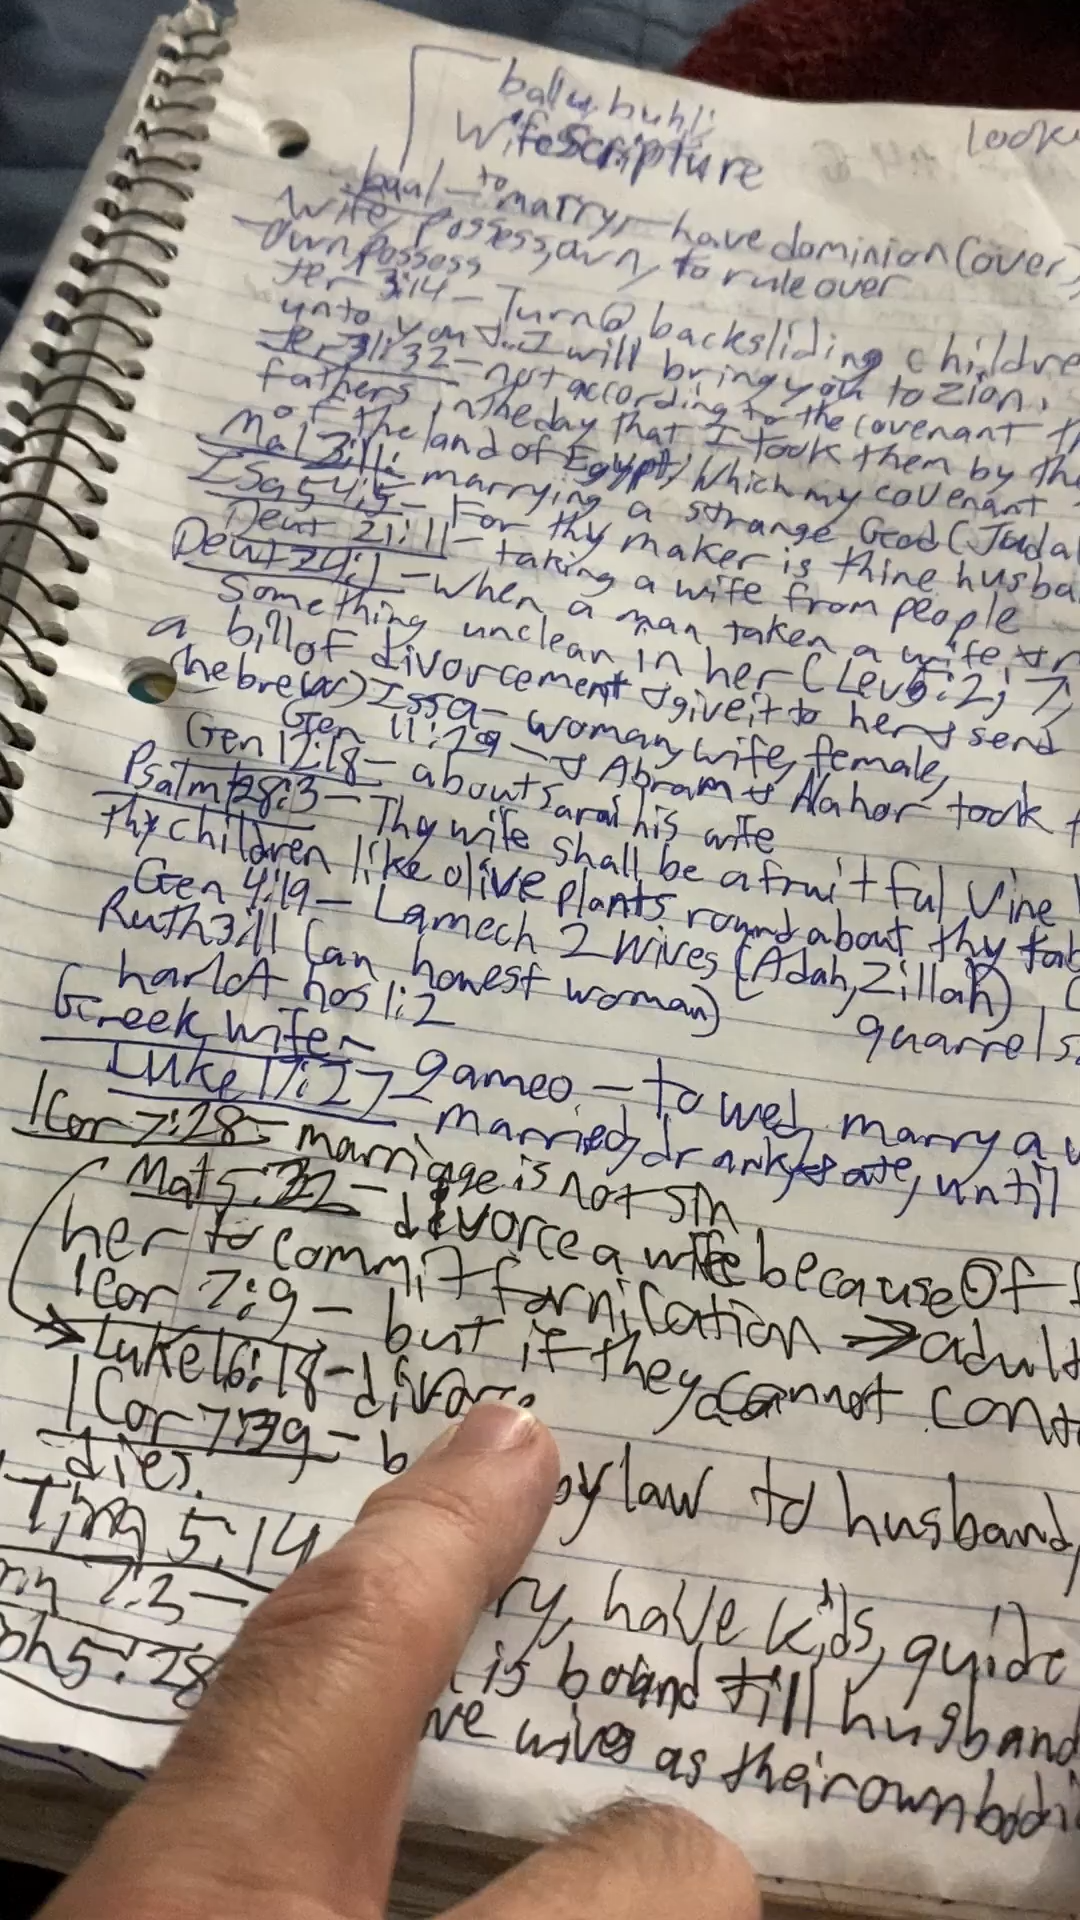 Wife Scripture
look
baal - to marry, have dominion (over)
Wife, possess, own, to rule over
own possess
Jer 3:14 - Turn O backsliding childre
unto you & I will bring you to Zion.
Jer 31:32 - not according to the covenant th
fathers in the day that I took them by the
of the land of Egypt, Which my covenant
Mal 2:11: marrying a strange God (Juda
Isa 54:5 - For thy maker is thine husba
Deut 21:11 - taking a wife from people
Deut 24:1 - When a man taken a wife &
Something unclean in her (Lev 5:2; 7;
a bill of divorcement & give it to her & send
hebrew) Issa - woman, wife, female,
Gen 11:29 - & Abram & Nahor took t
Gen 12:18 - about Sarai his wife
Psalm 128:3 - Thy wife shall be a fruitful vine
thy children like olive plants round about thy tab
Gen 4:19 - Lamech 2 wives (Adah, Zillah)
Ruth 3:11 (an honest woman)
quarrels
harlot hos 1:2
Greek wife -
gameo - to wed, marry a w
Luke 17:27 - married, drank, & ate, until
1 Cor 7:28 - marriage is not sin
Mat 5:32 - divorce a wife because Of f
her to commit fornication → adult
1 Cor 7:9 - but if they cannot cont
Luke 16:18 - divorc
1 Cor 7:39 - b by law to husband,
dies.
Tim 5:14 ry, have kids, guide
m 7:3 - is bound till husband
ph 5:28 ve wives as their own bodi